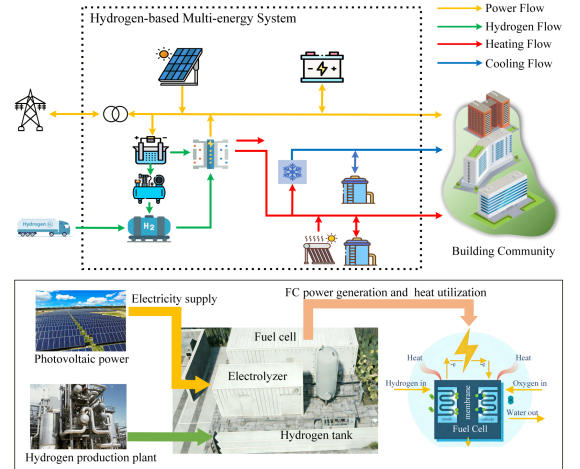 Hydrogen-based Multi-energy System
Power Flow
Hydrogen Flow
Heating Flow
Cooling Flow
Hydrogen
H2
Building Community
Electricity supply
FC power generation and heat utilization
Photovoltaic power
Fuel cell
Electrolyzer
Hydrogen tank
Hydrogen production plant
Heat
Heat
Hydrogen in
Oxygen in
membrane
Water out
Fuel Cell